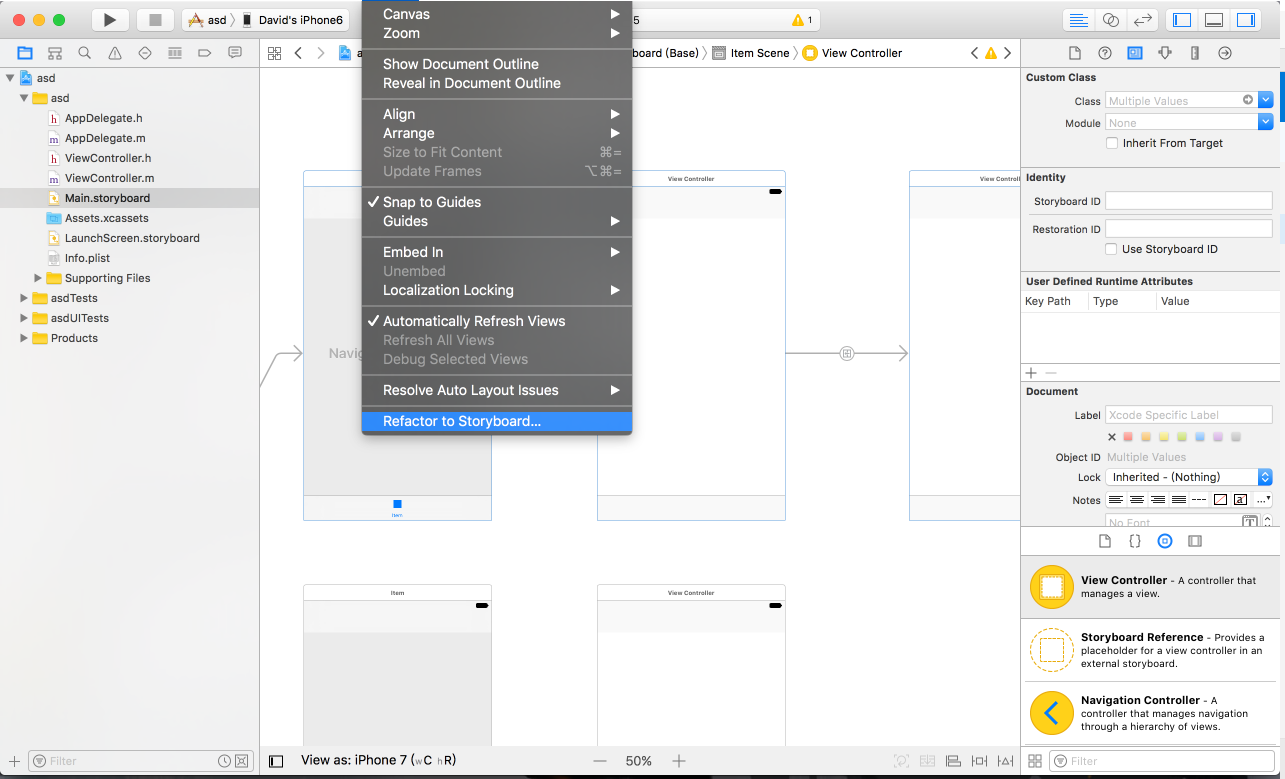 asd
David's iPhone6
5
1
board (Base)
Item Scene
View Controller
asd
asd
AppDelegate.h
AppDelegate.m
ViewController.h
ViewController.m
Main.storyboard
Assets.xcassets
LaunchScreen.storyboard
Info.plist
Supporting Files
asdTests
asdUITests
Products
Filter
Canvas
Zoom
Show Document Outline
Reveal in Document Outline
Align
Arrange
Size to Fit Content ⌘=
Update Frames ⌥⌘=
Snap to Guides
Guides
Embed In
Unembed
Localization Locking
Automatically Refresh Views
Refresh All Views
Debug Selected Views
Resolve Auto Layout Issues
Refactor to Storyboard...
View Controller
View Contro
Navig
Item
Item
View Controller
View as: iPhone 7 (wC hR)
50%
Custom Class
Class Multiple Values
Module None
Inherit From Target
Identity
Storyboard ID
Restoration ID
Use Storyboard ID
User Defined Runtime Attributes
Key Path Type Value
Document
Label Xcode Specific Label
Object ID Multiple Values
Lock Inherited - (Nothing)
Notes
No Font
View Controller - A controller that
manages a view.
Storyboard Reference - Provides a
placeholder for a view controller in an
external storyboard.
Navigation Controller - A
controller that manages navigation
through a hierarchy of views.
Filter